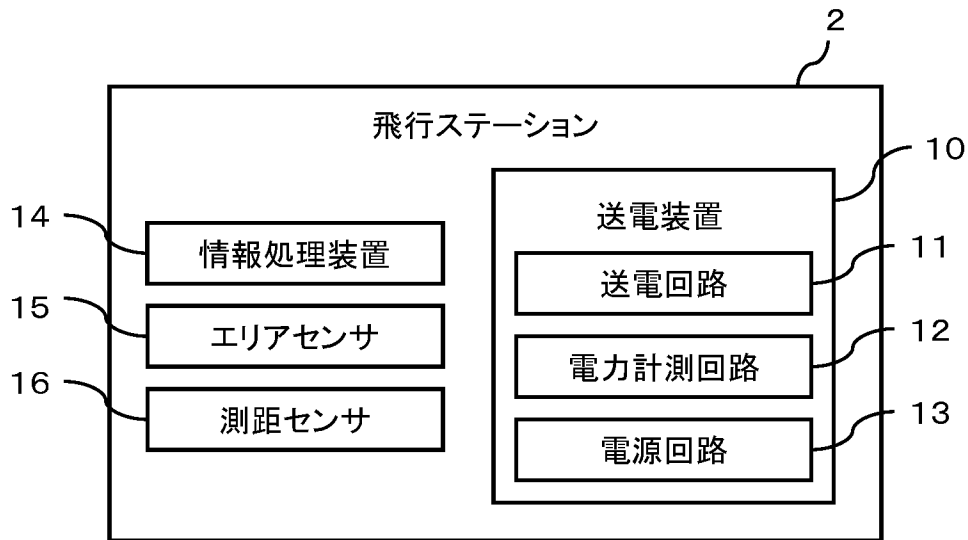 2
飛行ステーション
10
送電装置
14
情報処理装置
送電回路
11
15
エリアセンサ
電力計測回路
12
16
測距センサ
電源回路
13